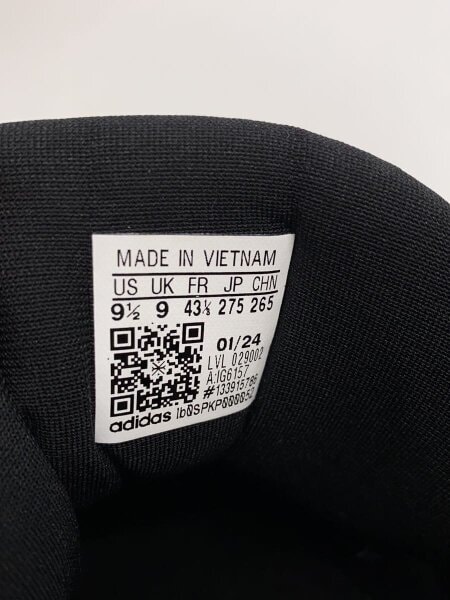 MADE IN VIETNAM
US UK FR JP CHN
9½ 9 43⅓ 275 265
01/24
LVL 029002
A:IG6157
#133915786
adidas 1b0SPKP000052